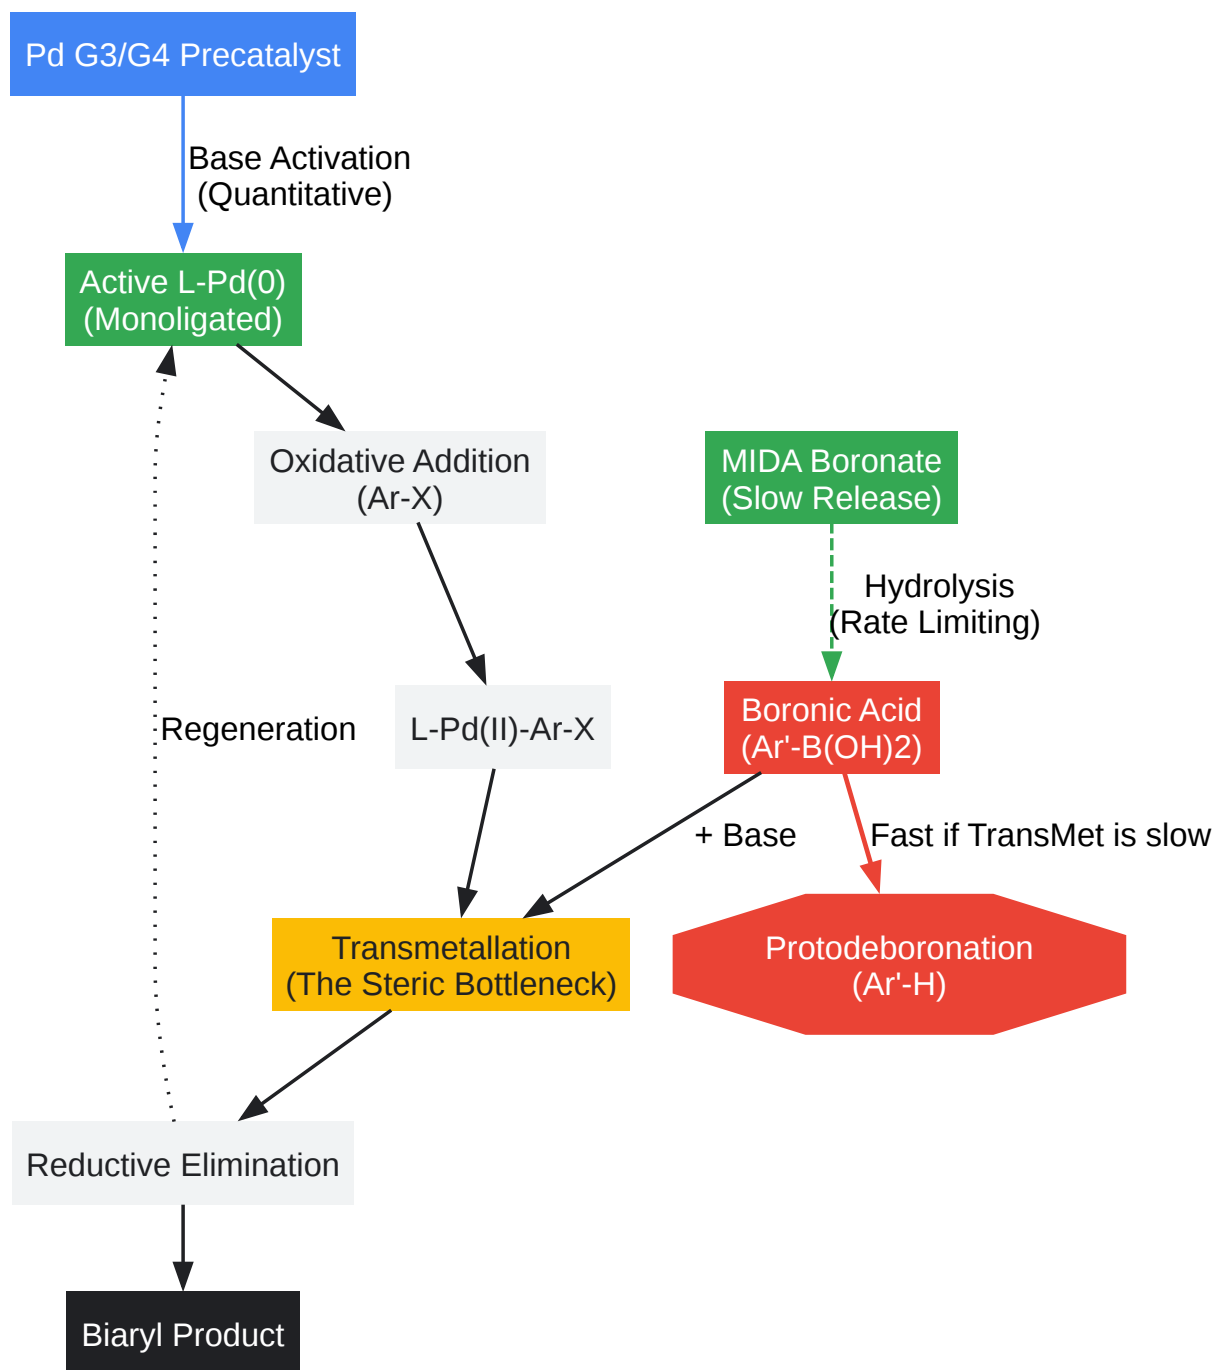 Pd G3/G4 Precatalyst
Base Activation
(Quantitative)
Active L-Pd(0)
(Monoligated)
Oxidative Addition
(Ar-X)
MIDA Boronate
(Slow Release)
Hydrolysis
(Rate Limiting)
Regeneration
L-Pd(II)-Ar-X
Boronic Acid
(Ar'-B(OH)2)
+ Base
Fast if TransMet is slow
Transmetallation
(The Steric Bottleneck)
Protodeboronation
(Ar'-H)
Reductive Elimination
Biaryl Product